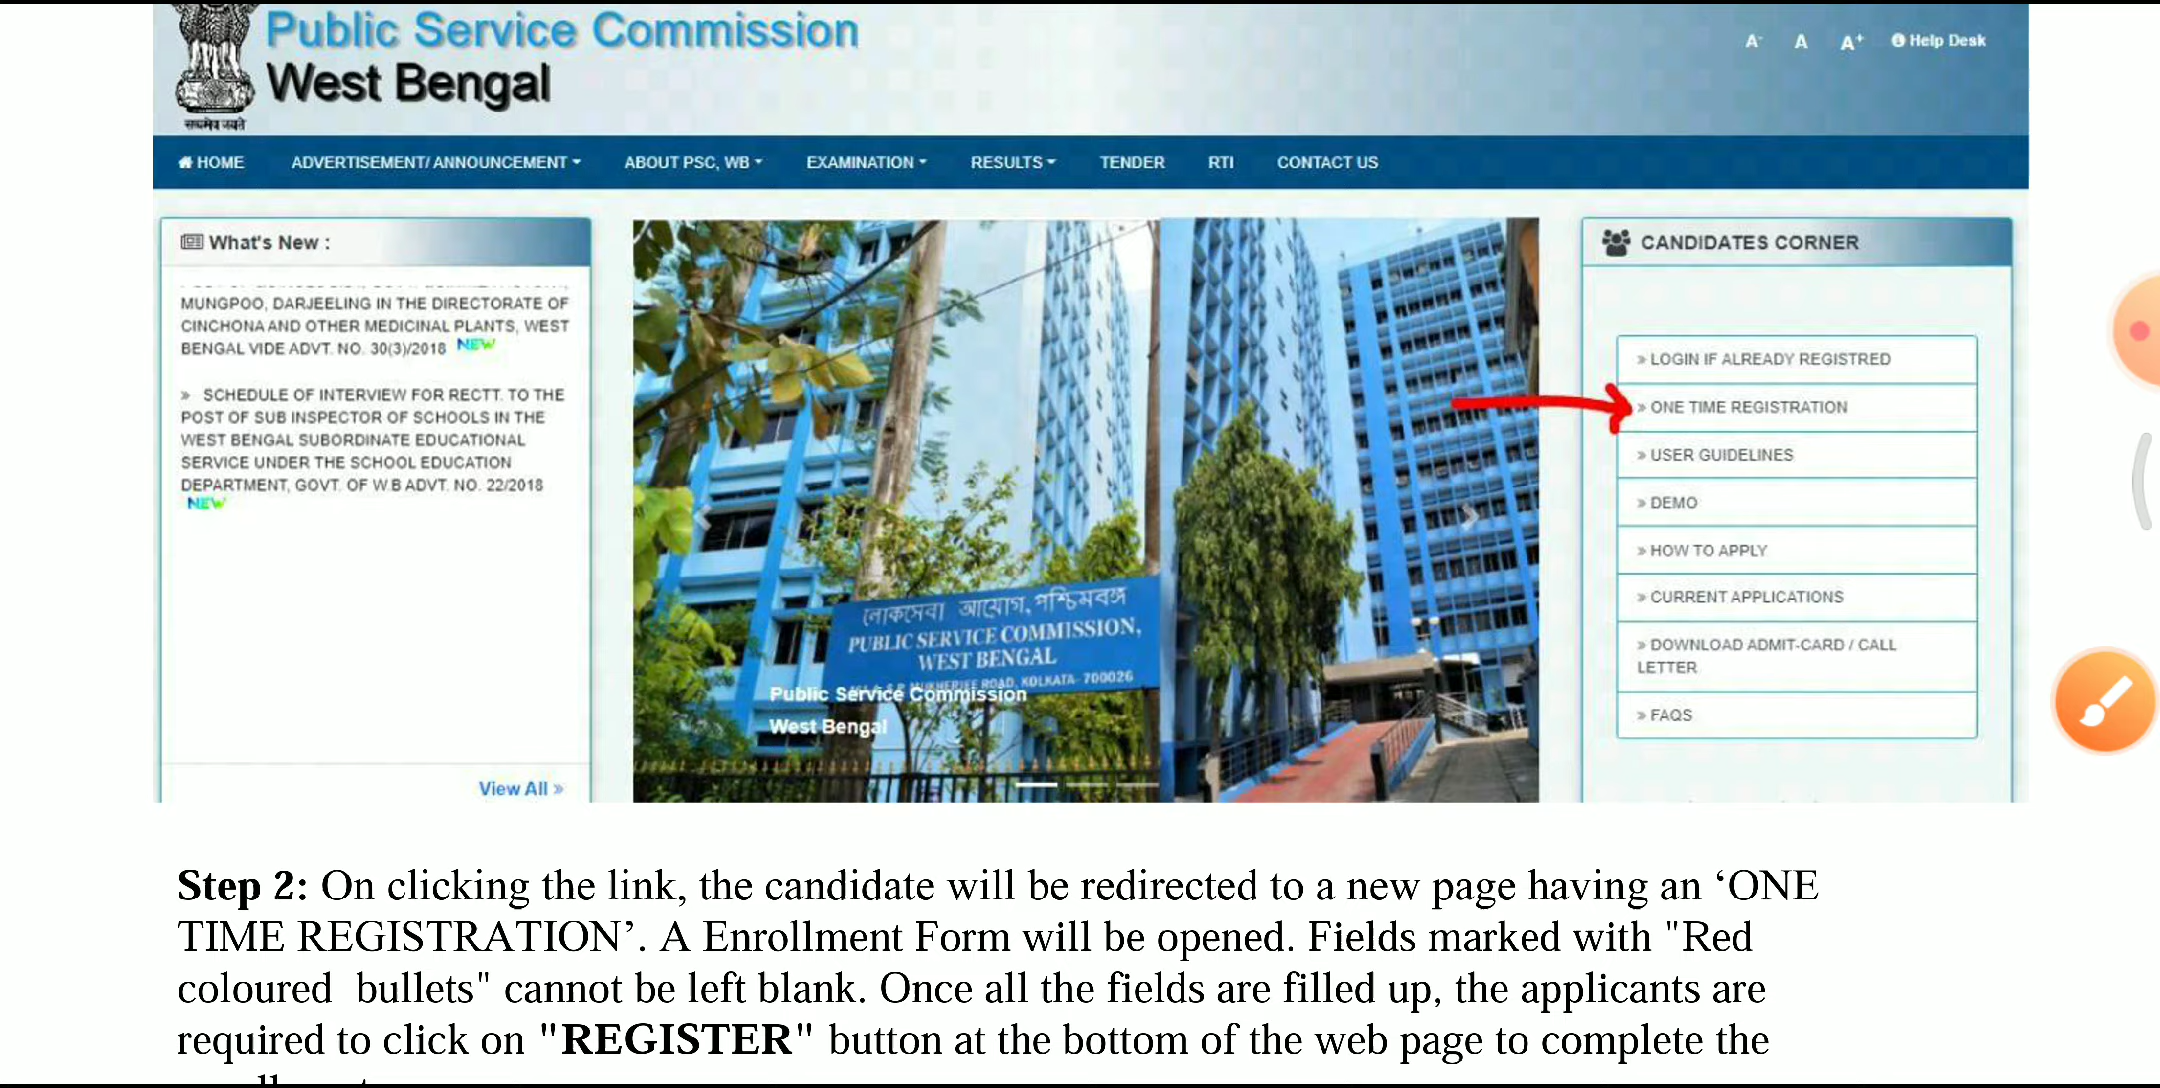 Public Service Commission
West Bengal
सत्यमेव जयते
A- A A+ Help Desk
HOME ADVERTISEMENT/ ANNOUNCEMENT ABOUT PSC, WB EXAMINATION RESULTS TENDER RTI CONTACT US
What's New :
MUNGPOO, DARJEELING IN THE DIRECTORATE OF
CINCHONA AND OTHER MEDICINAL PLANTS, WEST
BENGAL VIDE ADVT. NO. 30(3)/2018 NEW
» SCHEDULE OF INTERVIEW FOR RECTT. TO THE
POST OF SUB INSPECTOR OF SCHOOLS IN THE
WEST BENGAL SUBORDINATE EDUCATIONAL
SERVICE UNDER THE SCHOOL EDUCATION
DEPARTMENT, GOVT. OF W.B ADVT. NO. 22/2018
NEW
View All »
লোকসেবা আয়োগ, পশ্চিমবঙ্গ
PUBLIC SERVICE COMMISSION,
WEST BENGAL
MUKHERJEE ROAD, KOLKATA- 700026
Public Service Commission
West Bengal
CANDIDATES CORNER
» LOGIN IF ALREADY REGISTRED
» ONE TIME REGISTRATION
» USER GUIDELINES
» DEMO
» HOW TO APPLY
» CURRENT APPLICATIONS
» DOWNLOAD ADMIT-CARD / CALL
LETTER
» FAQS
Step 2: On clicking the link, the candidate will be redirected to a new page having an ‘ONE
TIME REGISTRATION’. A Enrollment Form will be opened. Fields marked with "Red
coloured bullets" cannot be left blank. Once all the fields are filled up, the applicants are
required to click on "REGISTER" button at the bottom of the web page to complete the